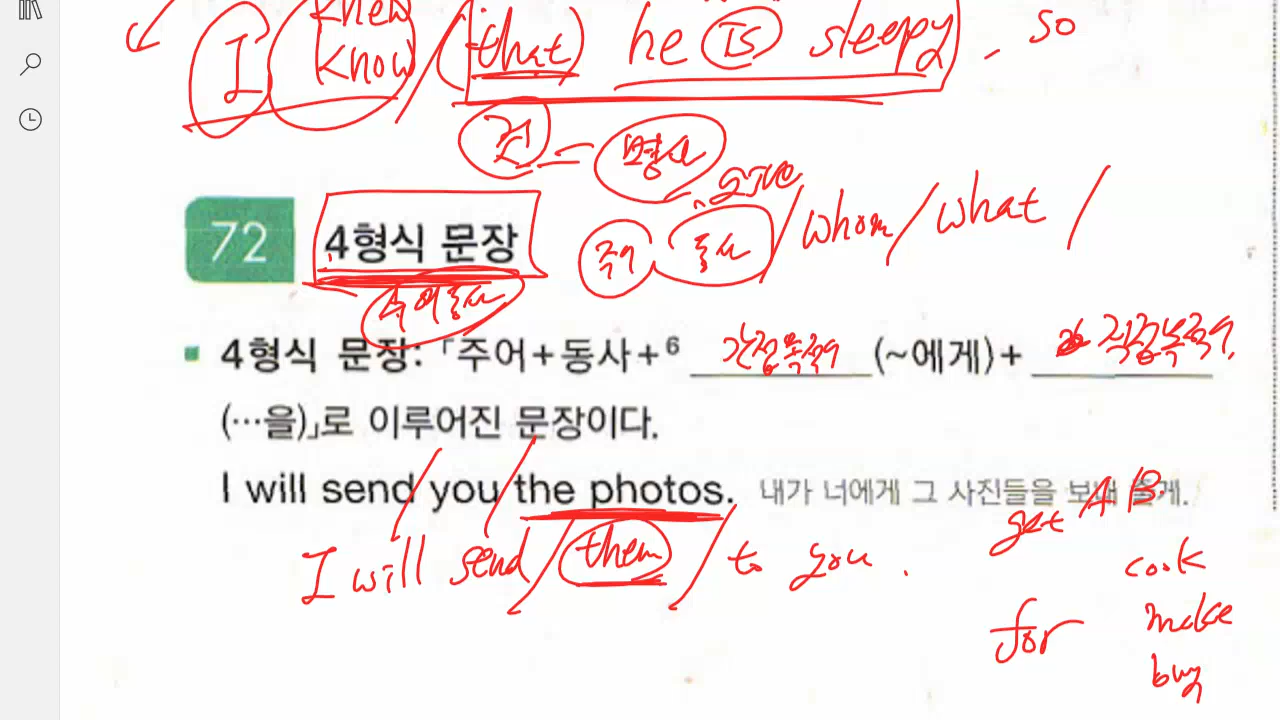 knew
I know (that) he is sleepy, so
것 = 명사
give
72 4형식 문장 주어 동사 / whom / what /
수여동사
4형식 문장: 「주어+동사+⁶ 간접목적어 (~에게)+ 직접목적어
(…을)」로 이루어진 문장이다.
I will send you the photos. 내가 너에게 그 사진들을 보내 줄게.
get A B
I will send / them / to you.
cook
for make
buy